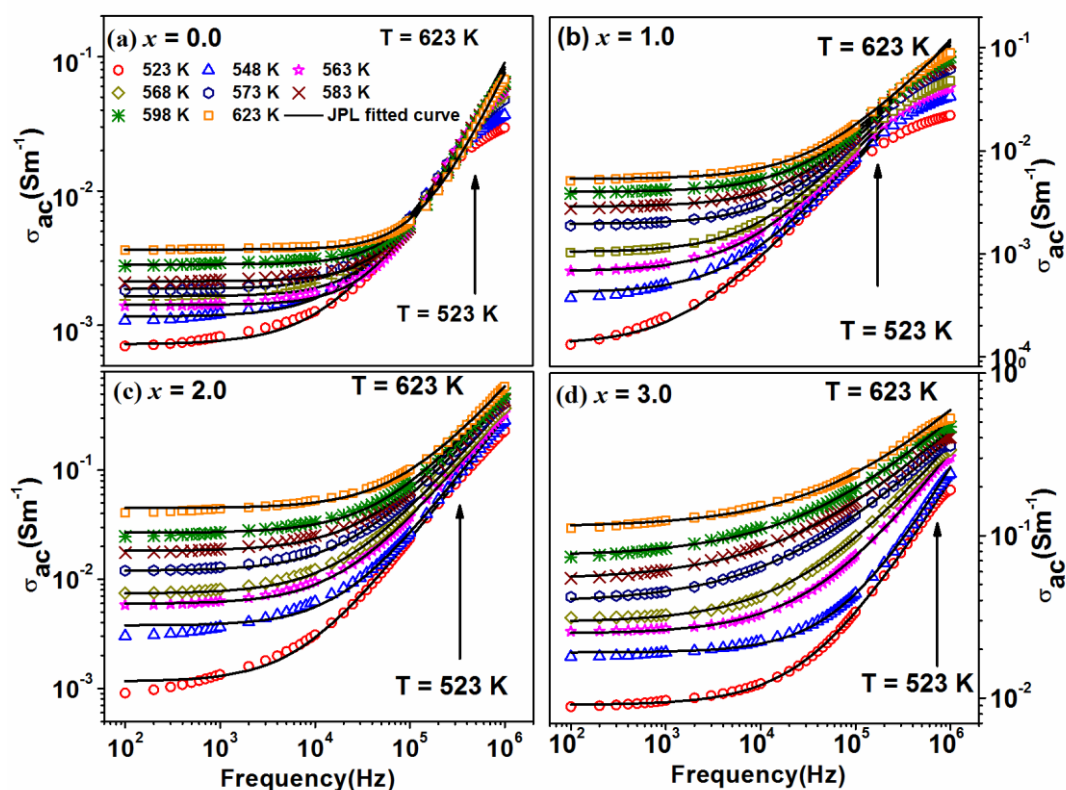 (a) x = 0.0
T = 623 K
523 K 548 K 563 K
568 K 573 K 583 K
598 K 623 K JPL fitted curve
T = 523 K
σac(Sm-1)
10-1
10-2
10-3
(b) x = 1.0
T = 623 K
T = 523 K
σac(Sm-1)
10-1
10-2
10-3
10-4
(c) x = 2.0
T = 623 K
T = 523 K
σac(Sm-1)
10-1
10-2
10-3
102 103 104 105 106
Frequency(Hz)
(d) x = 3.0
T = 623 K
T = 523 K
σac(Sm-1)
100
10-1
10-2
102 103 104 105 106
Frequency(Hz)